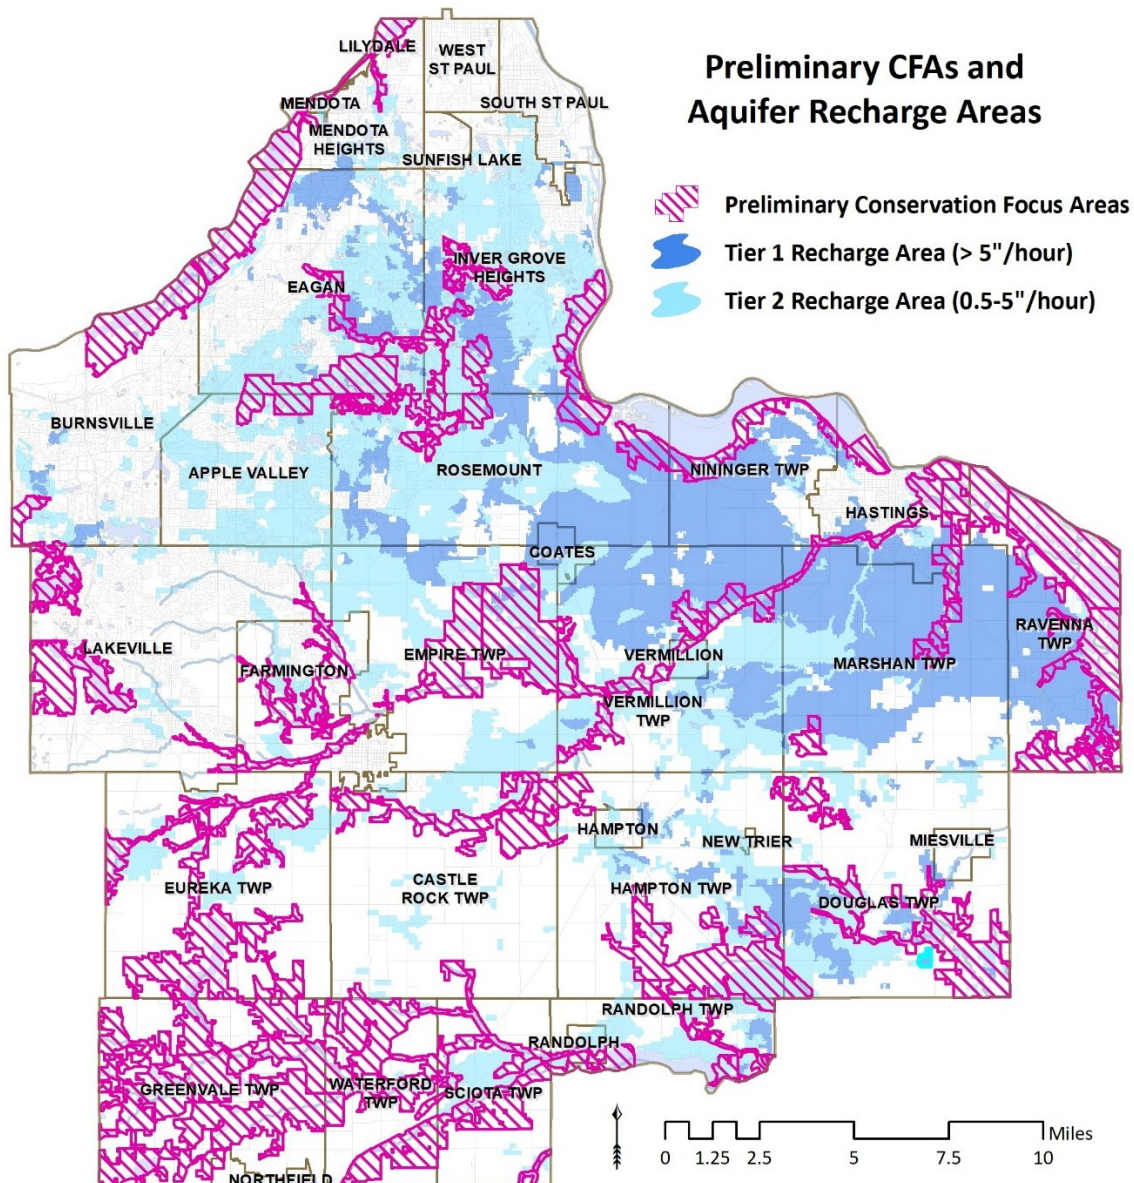 Preliminary CFAs and
Aquifer Recharge Areas
Preliminary Conservation Focus Areas
Tier 1 Recharge Area (> 5"/hour)
Tier 2 Recharge Area (0.5-5"/hour)
LILYDALE
WEST
ST PAUL
MENDOTA
SOUTH ST PAUL
MENDOTA
HEIGHTS
SUNFISH LAKE
INVER GROVE
HEIGHTS
EAGAN
BURNSVILLE
APPLE VALLEY
ROSEMOUNT
NININGER TWP
HASTINGS
COATES
LAKEVILLE
FARMINGTON
EMPIRE TWP
VERMILLION
VERMILLION
TWP
MARSHAN TWP
RAVENNA
TWP
HAMPTON
NEW TRIER
MIESVILLE
EUREKA TWP
CASTLE
ROCK TWP
HAMPTON TWP
DOUGLAS TWP
RANDOLPH TWP
RANDOLPH
GREENVALE TWP
WATERFORD
TWP
SCIOTA TWP
NORTHFIELD
Miles
0 1.25 2.5 5 7.5 10